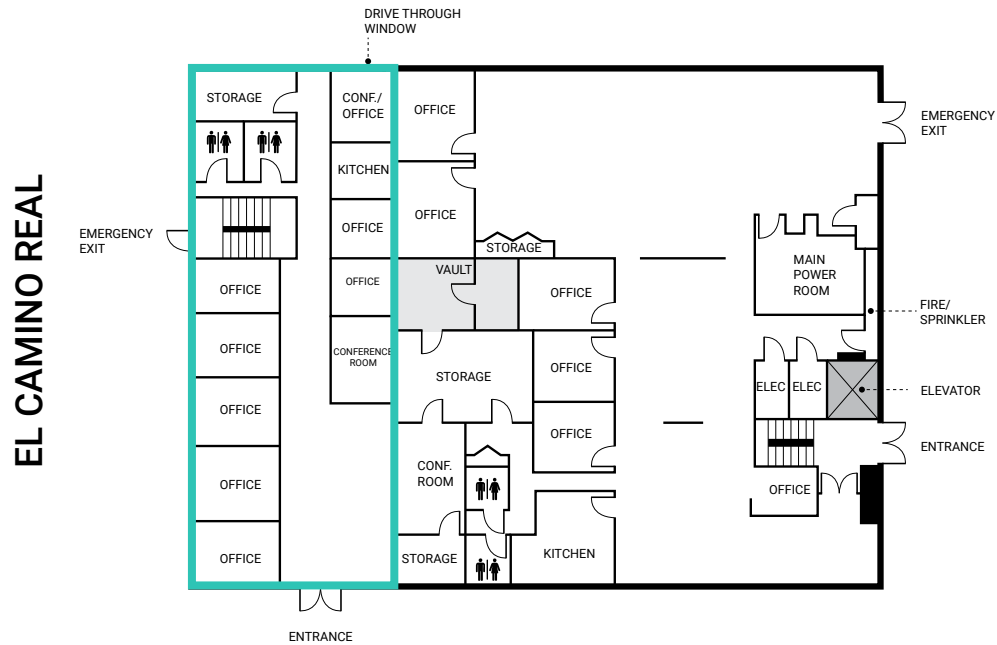 DRIVE THROUGH
WINDOW
EL CAMINO REAL
STORAGE
CONF./
OFFICE
OFFICE
EMERGENCY
EXIT
KITCHEN
OFFICE
OFFICE
EMERGENCY
EXIT
STORAGE
VAULT
MAIN
POWER
ROOM
OFFICE
OFFICE
OFFICE
FIRE/
SPRINKLER
OFFICE
CONFERENCE
ROOM
STORAGE
OFFICE
ELEC
ELEC
ELEVATOR
OFFICE
OFFICE
ENTRANCE
CONF.
ROOM
OFFICE
OFFICE
OFFICE
STORAGE
KITCHEN
ENTRANCE